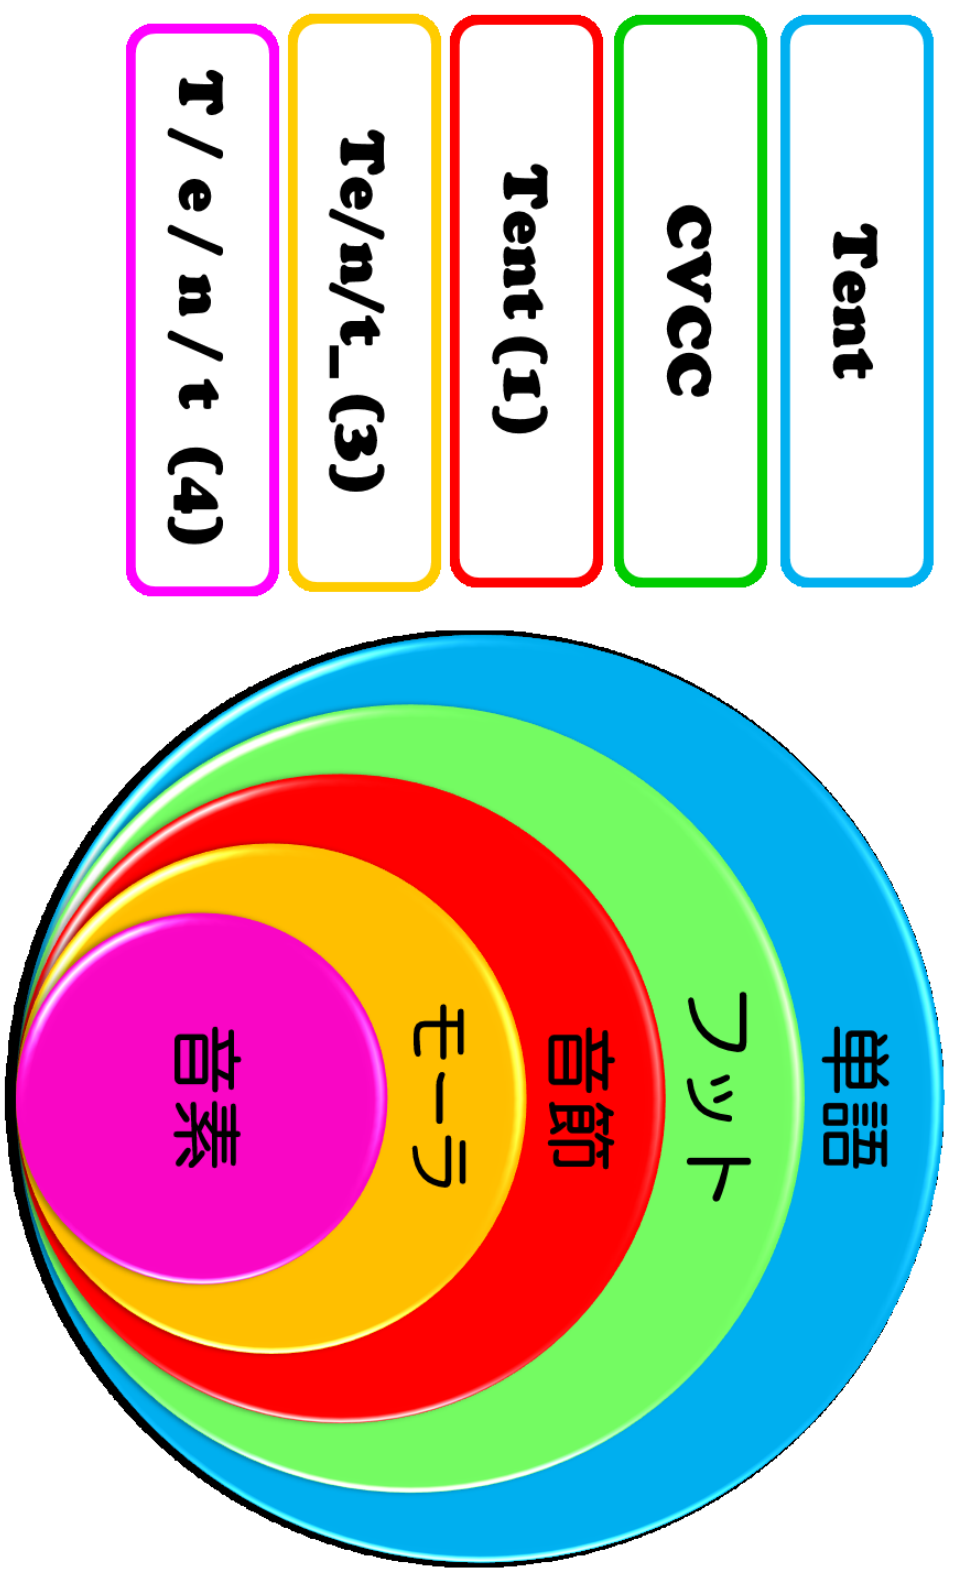 Tent
CVCC
Tent (1)
Te/n/t_ (3)
T / e / n / t (4)
単語
フット
音節
モーラ
音素